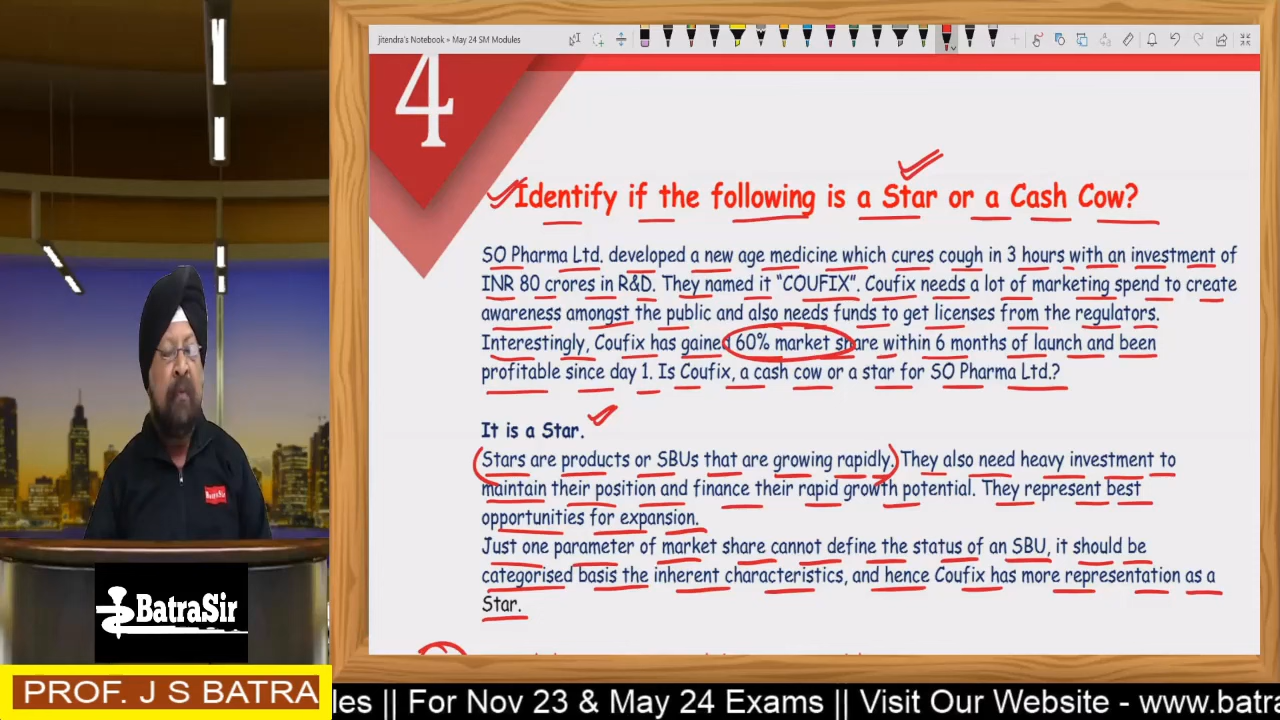 jitendra's Notebook » May 24 SM Modules
4
Identify if the following is a Star or a Cash Cow?
SO Pharma Ltd. developed a new age medicine which cures cough in 3 hours with an investment of
INR 80 crores in R&D. They named it “COUFIX”. Coufix needs a lot of marketing spend to create
awareness amongst the public and also needs funds to get licenses from the regulators.
Interestingly, Coufix has gained 60% market share within 6 months of launch and been
profitable since day 1. Is Coufix, a cash cow or a star for SO Pharma Ltd.?
It is a Star.
Stars are products or SBUs that are growing rapidly. They also need heavy investment to
maintain their position and finance their rapid growth potential. They represent best
opportunities for expansion.
Just one parameter of market share cannot define the status of an SBU, it should be
categorised basis the inherent characteristics, and hence Coufix has more representation as a
Star.
BatraSir
BatraSir
PROF. J S BATRA
les || For Nov 23 & May 24 Exams || Visit Our Website - www.batra